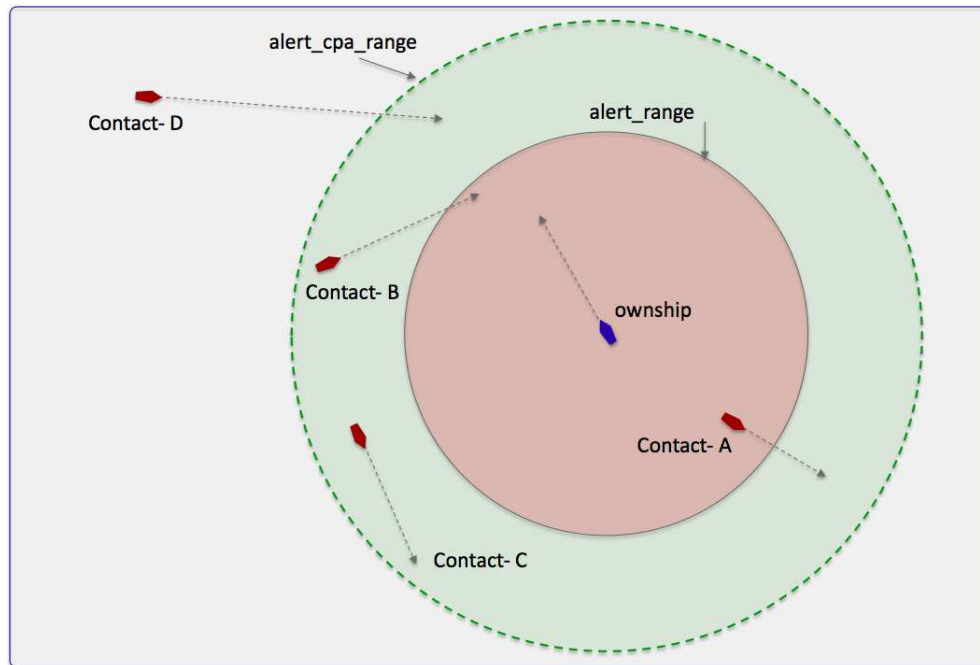 alert_cpa_range
alert_range
Contact- D
Contact- B
ownship
Contact- A
Contact- C